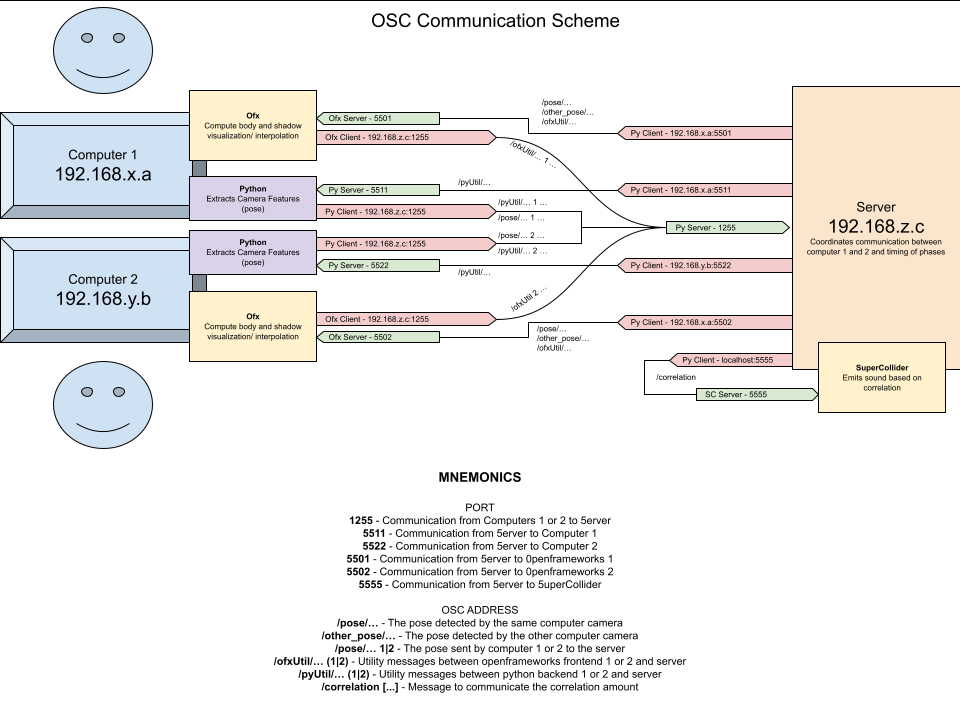 OSC Communication Scheme
Computer 1
192.168.x.a
Ofx
Compute body and shadow
visualization/ interpolation
Ofx Server - 5501
Ofx Client - 192.168.z.c:1255
/pose/…
/other_pose/…
/ofxUtil/…
Py Client - 192.168.x.a:5501
/ofxUtil/… 1 …
Python
Extracts Camera Features
(pose)
Py Server - 5511
/pyUtil/…
Py Client - 192.168.x.a:5511
Py Client - 192.168.z.c:1255
/pyUtil/… 1 …
/pose/… 1 …
Computer 2
192.168.y.b
Python
Extracts Camera Features
(pose)
Py Client - 192.168.z.c:1255
/pose/… 2 …
/pyUtil/… 2 …
Py Server - 1255
Py Server - 5522
/pyUtil/…
Py Client - 192.168.y.b:5522
Ofx
Compute body and shadow
visualization/ interpolation
/ofxUtil 2 …
Ofx Client - 192.168.z.c:1255
Ofx Server - 5502
/pose/…
/other_pose/…
/ofxUtil/…
Py Client - 192.168.x.a:5502
Server
192.168.z.c
Coordinates communication between
computer 1 and 2 and timing of phases
Py Client - localhost:5555
/correlation
SC Server - 5555
SuperCollider
Emits sound based on
correlation
MNEMONICS
PORT
1255 - Communication from Computers 1 or 2 to 5erver
5511 - Communication from 5erver to Computer 1
5522 - Communication from 5erver to Computer 2
5501 - Communication from 5erver to 0penframeworks 1
5502 - Communication from 5erver to 0penframeworks 2
5555 - Communication from 5erver to 5uperCollider
OSC ADDRESS
/pose/… - The pose detected by the same computer camera
/other_pose/… - The pose detected by the other computer camera
/pose/… 1|2 - The pose sent by computer 1 or 2 to the server
/ofxUtil/… (1|2) - Utility messages between openframeworks frontend 1 or 2 and server
/pyUtil/… (1|2) - Utility messages between python backend 1 or 2 and server
/correlation [...] - Message to communicate the correlation amount